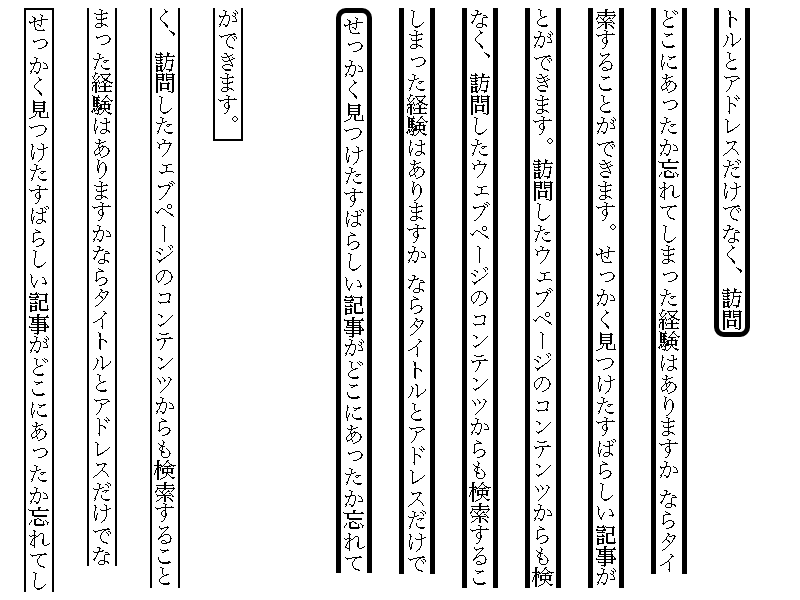 せっかく見つけたすばらしい記事がどこにあったか忘れてし
まった経験はありますかならタイトルとアドレスだけでな
く、訪問したウェブページのコンテンツからも検索すること
ができます。
せっかく見つけたすばらしい記事がどこにあったか忘れて
しまった経験はありますか ならタイトルとアドレスだけで
なく、訪問したウェブページのコンテンツからも検索するこ
とができます。訪問したウェブページのコンテンツからも検
索することができます。せっかく見つけたすばらしい記事が
どこにあったか忘れてしまった経験はありますか ならタイ
トルとアドレスだけでなく、訪問